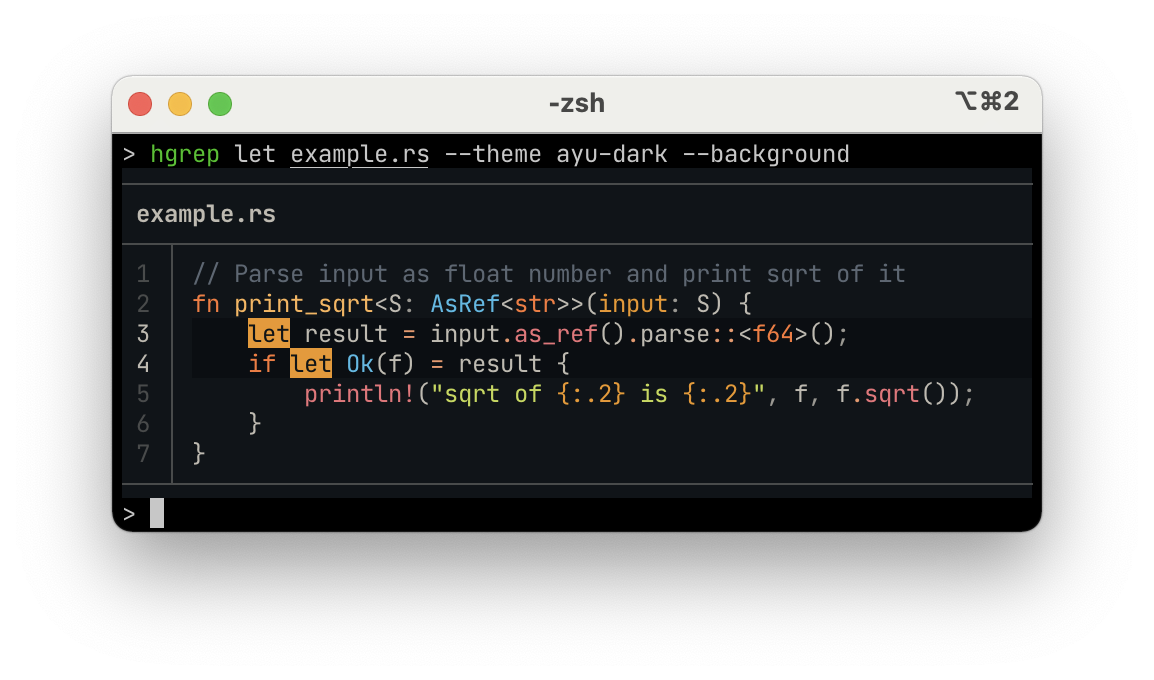 -zsh ⌥⌘2
> hgrep let example.rs --theme ayu-dark --background
example.rs
1 // Parse input as float number and print sqrt of it
2 fn print_sqrt<S: AsRef<str>>(input: S) {
3     let result = input.as_ref().parse::<f64>();
4     if let Ok(f) = result {
5         println!("sqrt of {:.2} is {:.2}", f, f.sqrt());
6     }
7 }
>